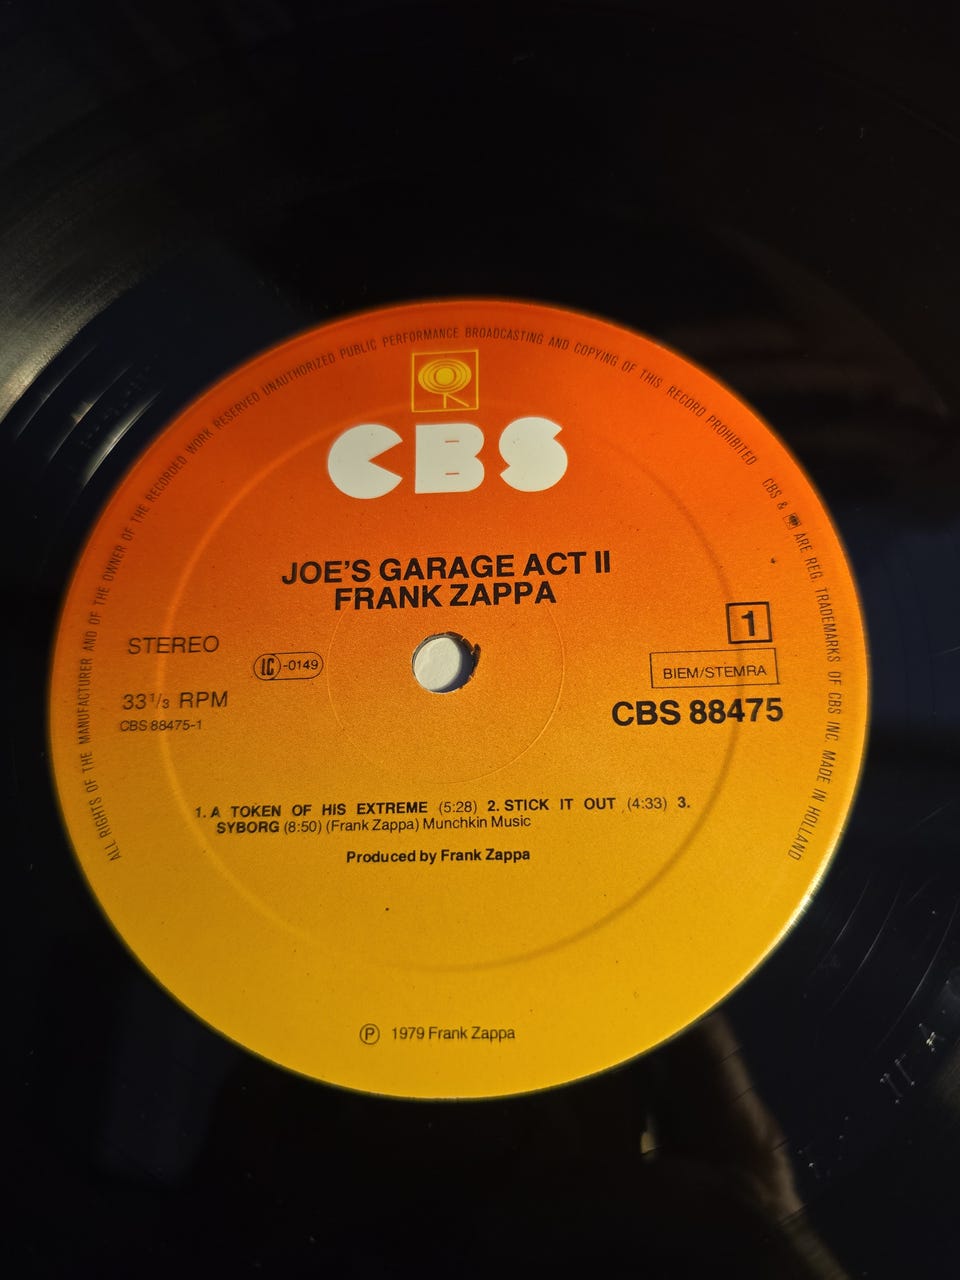 ALL RIGHTS OF THE MANUFACTURER AND OF THE OWNER OF THE RECORDED WORK RESERVED UNAUTHORIZED PUBLIC PERFORMANCE BROADCASTING AND COPYING OF THIS RECORD PROHIBITED
CBS & ARE REG. TRADEMARKS OF CBS INC. MADE IN HOLLAND
CBS
JOE'S GARAGE ACT II
FRANK ZAPPA
STEREO
LC-0149
33 1/3 RPM
CBS 88475-1
1
BIEM/STEMRA
CBS 88475
1. A TOKEN OF HIS EXTREME (5:28) 2. STICK IT OUT (4:33) 3.
SYBORG (8:50) (Frank Zappa) Munchkin Music
Produced by Frank Zappa
℗ 1979 Frank Zappa